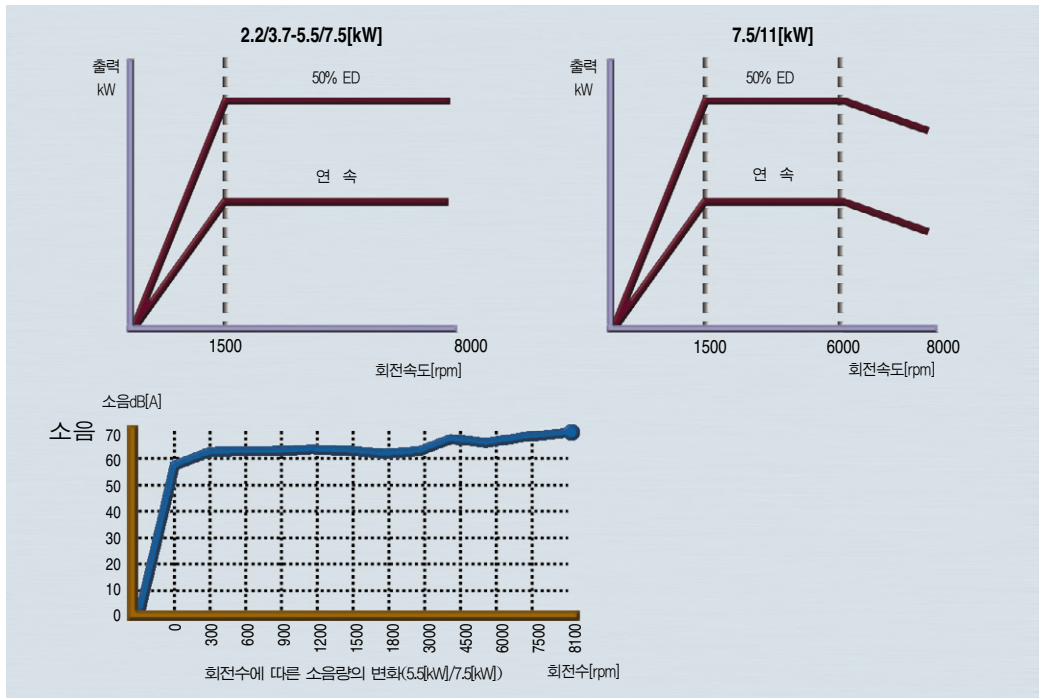 2.2/3.7-5.5/7.5[kW]
출력
kW
50% ED
연 속
1500
8000
회전속도[rpm]
7.5/11[kW]
출력
kW
50% ED
연 속
1500
6000
8000
회전속도[rpm]
소음dB[A]
소음
70
60
50
40
30
20
10
0
0
300
600
900
1200
1500
1800
3000
4500
6000
7500
8100
회전수에 따른 소음량의 변화(5.5[kW]/7.5[kW])
회전수[rpm]